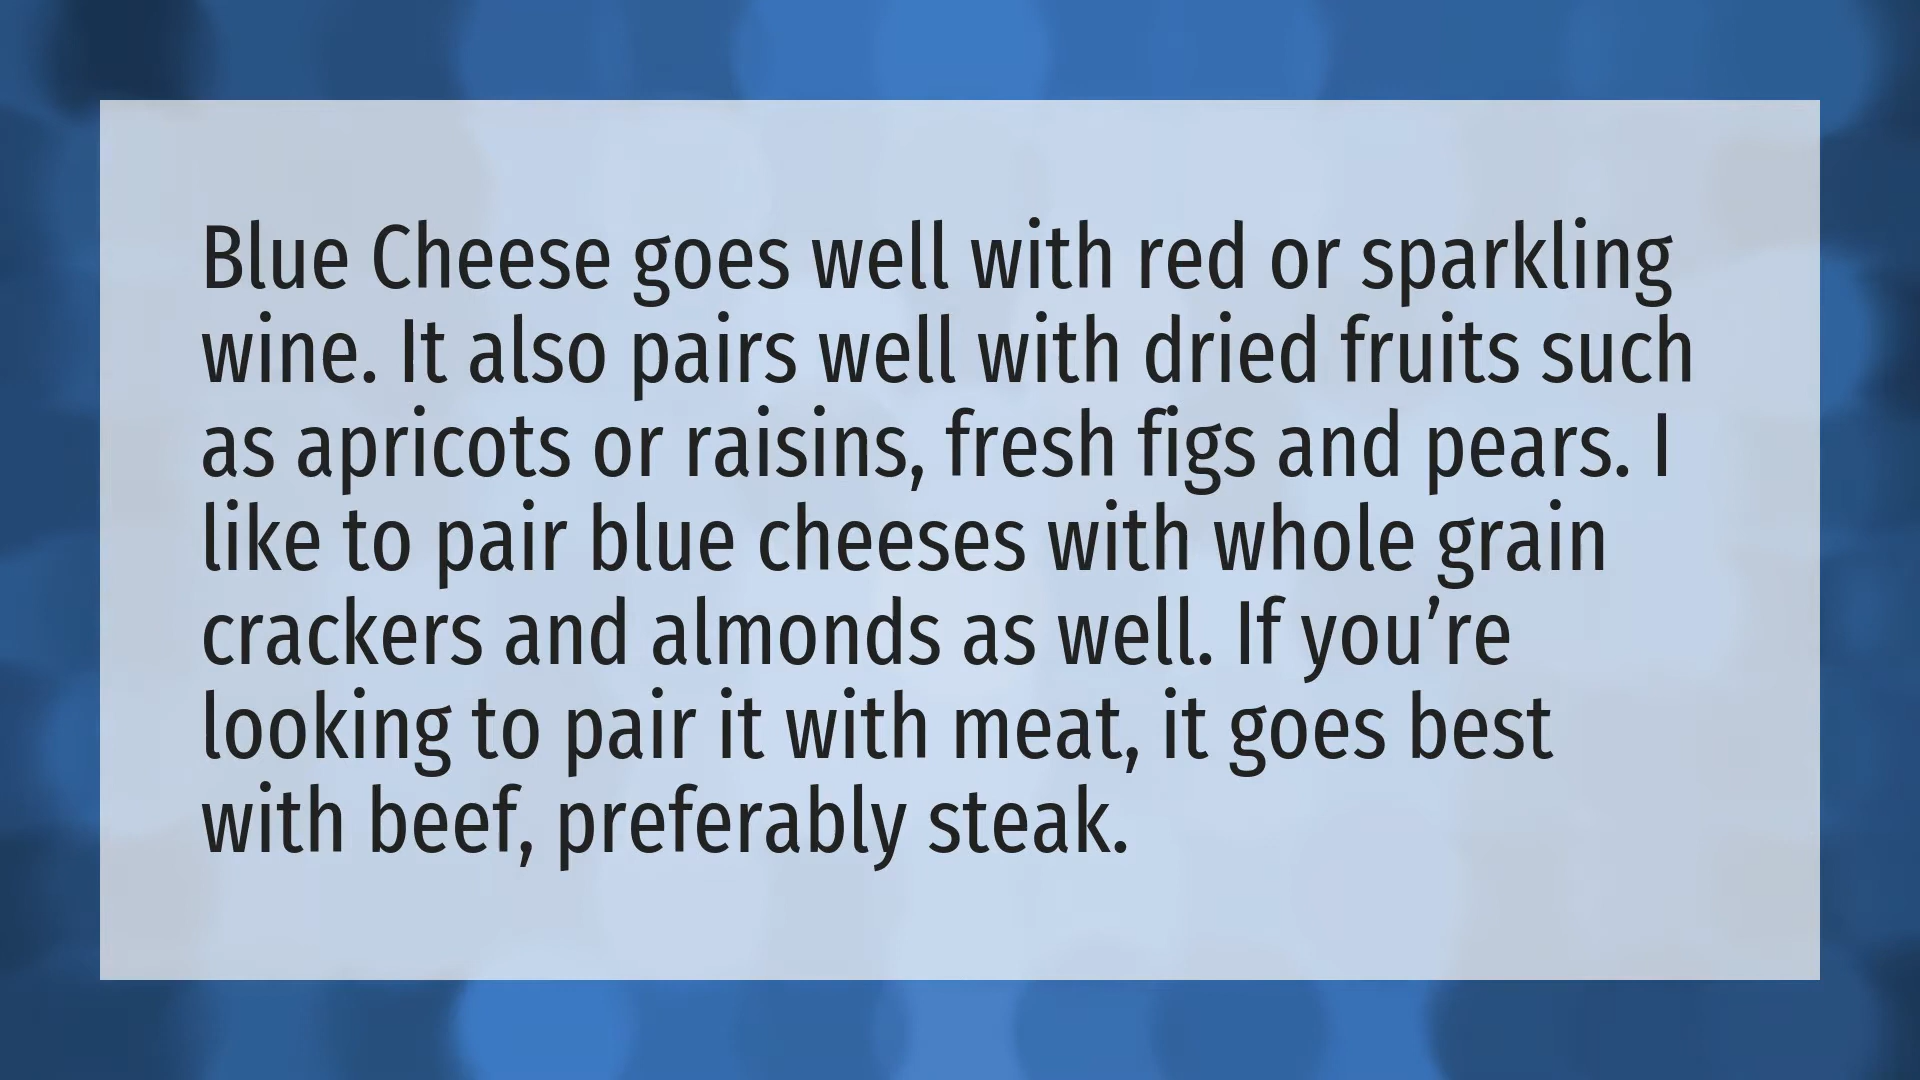 Blue Cheese goes well with red or sparkling
wine. It also pairs well with dried fruits such
as apricots or raisins, fresh figs and pears. I
like to pair blue cheeses with whole grain
crackers and almonds as well. If you’re
looking to pair it with meat, it goes best
with beef, preferably steak.